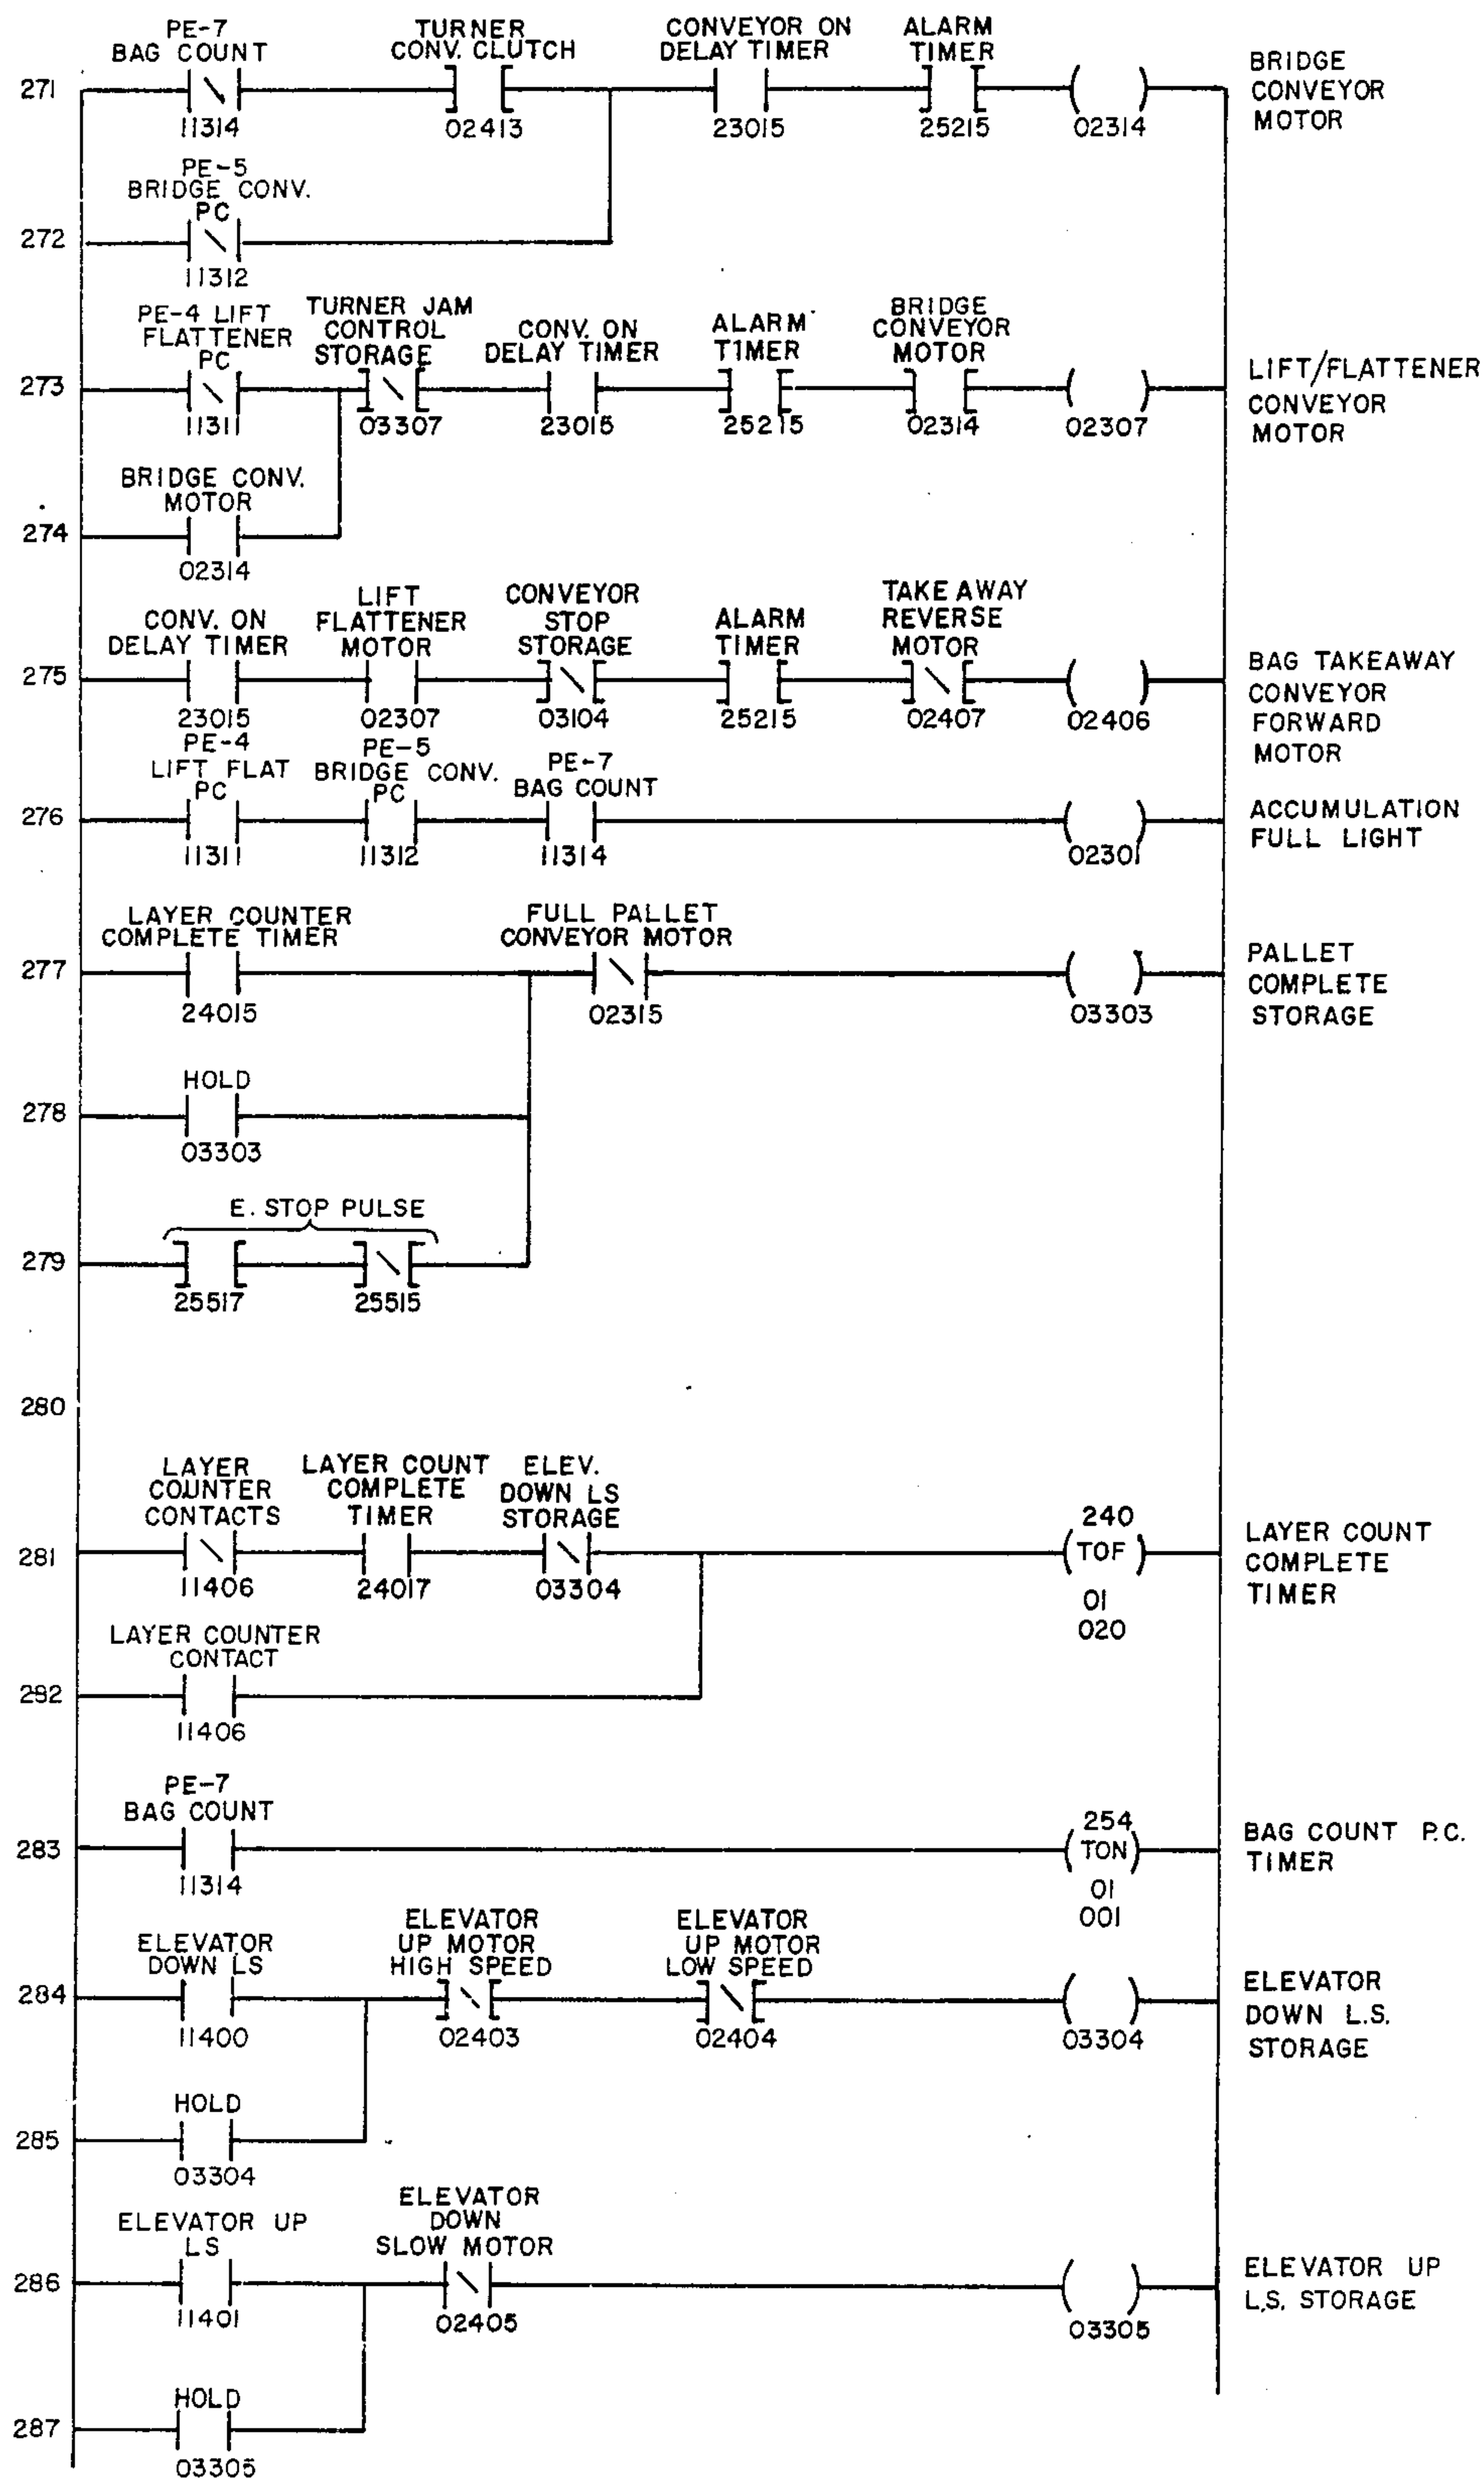 PE-7
BAG COUNT
TURNER
CONV. CLUTCH
CONVEYOR ON
DELAY TIMER
ALARM
TIMER
BRIDGE
CONVEYOR
MOTOR
271
11314
02413
23015
25215
02314
PE-5
BRIDGE CONV.
PC
272
11312
PE-4 LIFT
FLATTENER
PC
TURNER JAM
CONTROL
STORAGE
CONV. ON
DELAY TIMER
ALARM
TIMER
BRIDGE
CONVEYOR
MOTOR
LIFT/FLATTENER
CONVEYOR
MOTOR
273
11311
03307
23015
25215
02314
02307
BRIDGE CONV.
MOTOR
274
02314
CONV. ON
DELAY TIMER
LIFT
FLATTENER
MOTOR
CONVEYOR
STOP
STORAGE
ALARM
TIMER
TAKE AWAY
REVERSE
MOTOR
BAG TAKEAWAY
CONVEYOR
FORWARD
MOTOR
275
23015
02307
03104
25215
02407
02406
PE-4
LIFT FLAT
PC
PE-5
BRIDGE CONV.
PC
PE-7
BAG COUNT
ACCUMULATION
FULL LIGHT
276
11311
11312
11314
02301
LAYER COUNTER
COMPLETE TIMER
FULL PALLET
CONVEYOR MOTOR
PALLET
COMPLETE
STORAGE
277
24015
02315
03303
HOLD
278
03303
E. STOP PULSE
279
25517
25515
280
LAYER
COUNTER
CONTACTS
LAYER COUNT
COMPLETE
TIMER
ELEV.
DOWN LS
STORAGE
240
TOF
01
020
LAYER COUNT
COMPLETE
TIMER
281
11406
24017
03304
LAYER COUNTER
CONTACT
282
11406
PE-7
BAG COUNT
254
TON
01
001
BAG COUNT P.C.
TIMER
283
11314
ELEVATOR
DOWN LS
ELEVATOR
UP MOTOR
HIGH SPEED
ELEVATOR
UP MOTOR
LOW SPEED
ELEVATOR
DOWN L.S.
STORAGE
284
11400
02403
02404
03304
HOLD
285
03304
ELEVATOR UP
LS
ELEVATOR
DOWN
SLOW MOTOR
ELEVATOR UP
L.S. STORAGE
286
11401
02405
03305
HOLD
287
03305